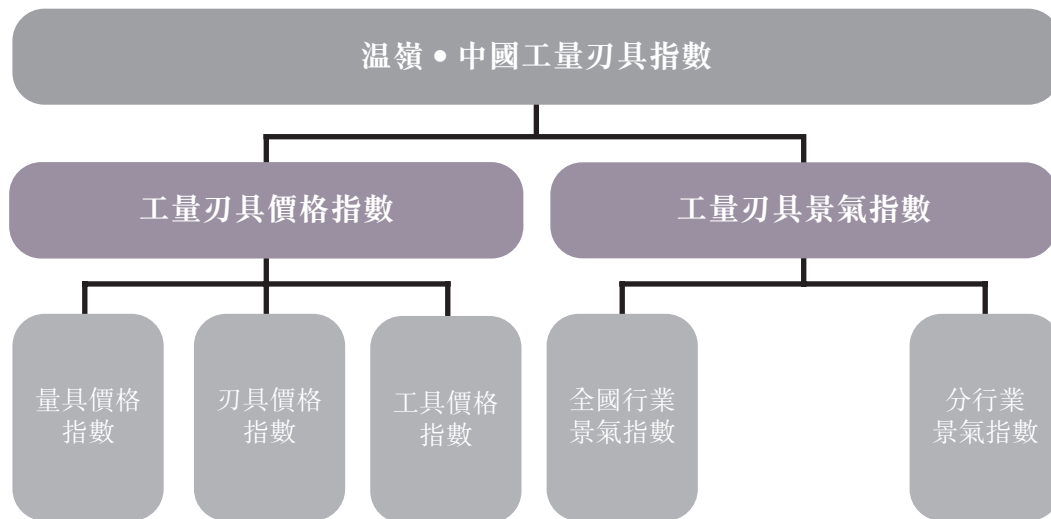 温嶺•中國工量刃具指數
工量刃具價格指數
工量刃具景氣指數
量具價格
指數
刃具價格
指數
工具價格
指數
全國行業
景氣指數
分行業
景氣指數